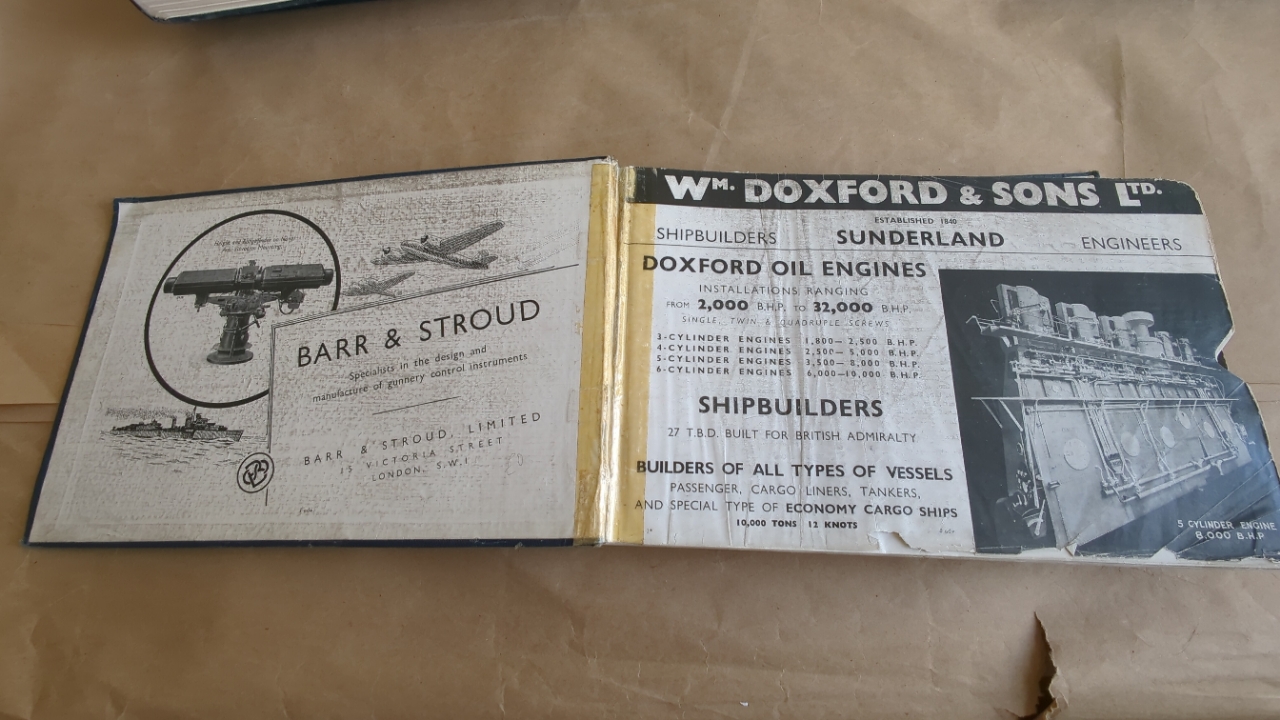 BARR & STROUD
Specialists in the design and
manufacture of gunnery control instruments
BARR & STROUD, LIMITED
15 VICTORIA STREET
LONDON, S.W.1
WM. DOXFORD & SONS LTD.
ESTABLISHED 1840
SHIPBUILDERS SUNDERLAND ENGINEERS
DOXFORD OIL ENGINES
INSTALLATIONS RANGING
FROM 2,000 B.H.P. TO 32,000 B.H.P.
SINGLE, TWIN & QUADRUPLE SCREWS
3-CYLINDER ENGINES 1,800—2,500 B.H.P.
4-CYLINDER ENGINES 2,500—5,000 B.H.P.
5-CYLINDER ENGINES 3,500—8,000 B.H.P.
6-CYLINDER ENGINES 6,000—10,000 B.H.P.
SHIPBUILDERS
27 T.B.D. BUILT FOR BRITISH ADMIRALTY
BUILDERS OF ALL TYPES OF VESSELS
PASSENGER, CARGO LINERS, TANKERS,
AND SPECIAL TYPE OF ECONOMY CARGO SHIPS
10,000 TONS 12 KNOTS
5 CYLINDER ENGINE
8,000 B.H.P